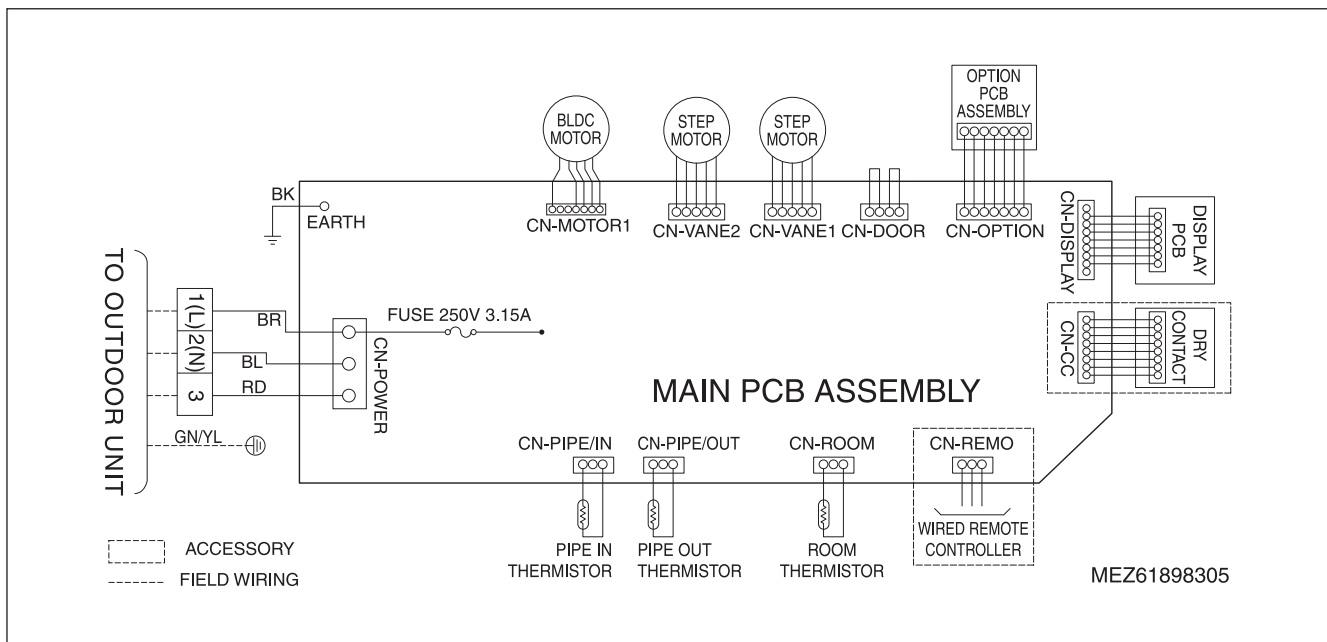 OPTION
PCB
ASSEMBLY
BLDC
MOTOR
STEP
MOTOR
STEP
MOTOR
BK
EARTH
CN-MOTOR1
CN-VANE2
CN-VANE1
CN-DOOR
CN-OPTION
CN-DISPLAY
DISPLAY
PCB
TO OUTDOOR UNIT
1(L)
2(N)
3
BR
BL
RD
GN/YL
CN-POWER
FUSE 250V 3.15A
CN-CC
DRY
CONTACT
MAIN PCB ASSEMBLY
CN-PIPE/IN
CN-PIPE/OUT
CN-ROOM
CN-REMO
PIPE IN
THERMISTOR
PIPE OUT
THERMISTOR
ROOM
THERMISTOR
WIRED REMOTE
CONTROLLER
ACCESSORY
FIELD WIRING
MEZ61898305